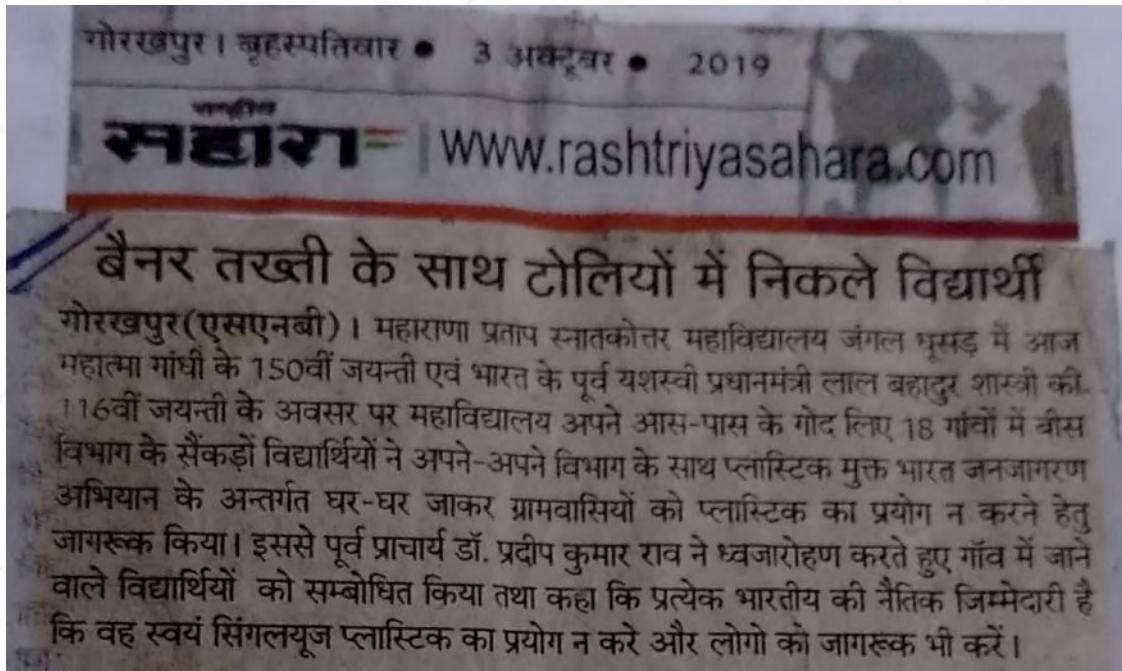 गोरखपुर । बृहस्पतिवार ● 3 अक्टूबर ● 2019
राष्ट्रीय
सहारा | www.rashtriyasahara.com
बैनर तख्ती के साथ टोलियों में निकले विद्यार्थी
गोरखपुर(एसएनबी)। महाराणा प्रताप स्नातकोत्तर महाविद्यालय जंगल धूसड़ में आज
महात्मा गांधी के 150वीं जयन्ती एवं भारत के पूर्व यशस्वी प्रधानमंत्री लाल बहादुर शास्त्री की
116वीं जयन्ती के अवसर पर महाविद्यालय अपने आस-पास के गोद लिए 18 गांवों में बीस
विभाग के सैंकड़ों विद्यार्थियों ने अपने-अपने विभाग के साथ प्लास्टिक मुक्त भारत जनजागरण
अभियान के अन्तर्गत घर-घर जाकर ग्रामवासियों को प्लास्टिक का प्रयोग न करने हेतु
जागरूक किया। इससे पूर्व प्राचार्य डॉ. प्रदीप कुमार राव ने ध्वजारोहण करते हुए गॉव में जाने
वाले विद्यार्थियों को सम्बोधित किया तथा कहा कि प्रत्येक भारतीय की नैतिक जिम्मेदारी है
कि वह स्वयं सिंगलयूज प्लास्टिक का प्रयोग न करे और लोगो को जागरूक भी करें।